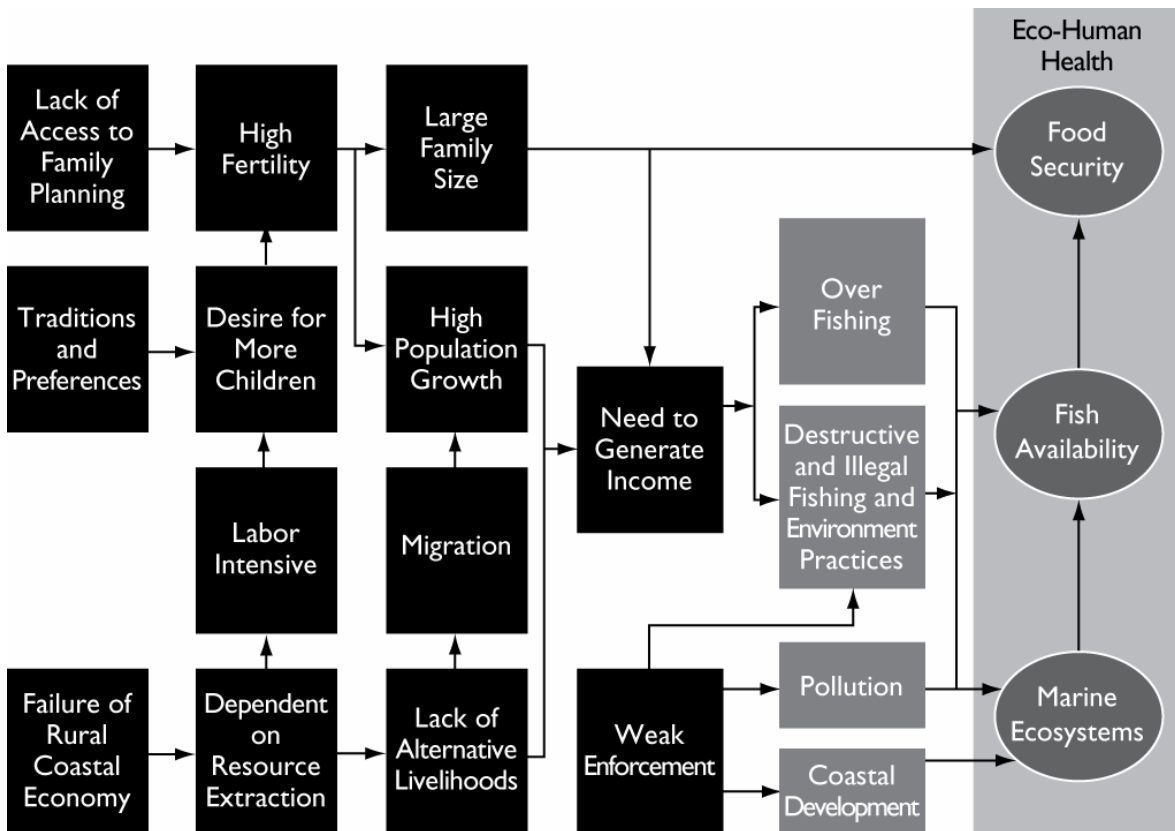 Eco-Human
Health
Lack of
Access to
Family
Planning
High
Fertility
Large
Family
Size
Food
Security
Traditions
and
Preferences
Desire for
More
Children
High
Population
Growth
Need to
Generate
Income
Over
Fishing
Destructive
and Illegal
Fishing and
Environment
Practices
Fish
Availability
Labor
Intensive
Migration
Failure of
Rural
Coastal
Economy
Dependent
on
Resource
Extraction
Lack of
Alternative
Livelihoods
Weak
Enforcement
Pollution
Coastal
Development
Marine
Ecosystems